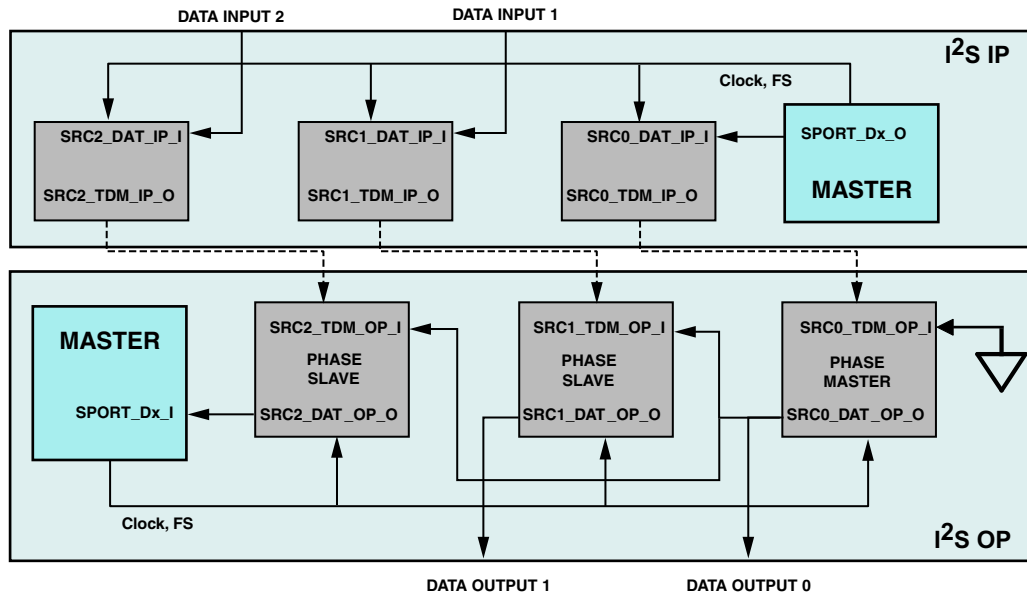 DATA INPUT 2
DATA INPUT 1
I²S IP
Clock, FS
SRC2_DAT_IP_I
SRC2_TDM_IP_O
SRC1_DAT_IP_I
SRC1_TDM_IP_O
SRC0_DAT_IP_I
SRC0_TDM_IP_O
SPORT_Dx_O
MASTER
MASTER
SPORT_Dx_I
SRC2_TDM_OP_I
PHASE
SLAVE
SRC2_DAT_OP_O
SRC1_TDM_OP_I
PHASE
SLAVE
SRC1_DAT_OP_O
SRC0_TDM_OP_I
PHASE
MASTER
SRC0_DAT_OP_O
Clock, FS
I²S OP
DATA OUTPUT 1
DATA OUTPUT 0